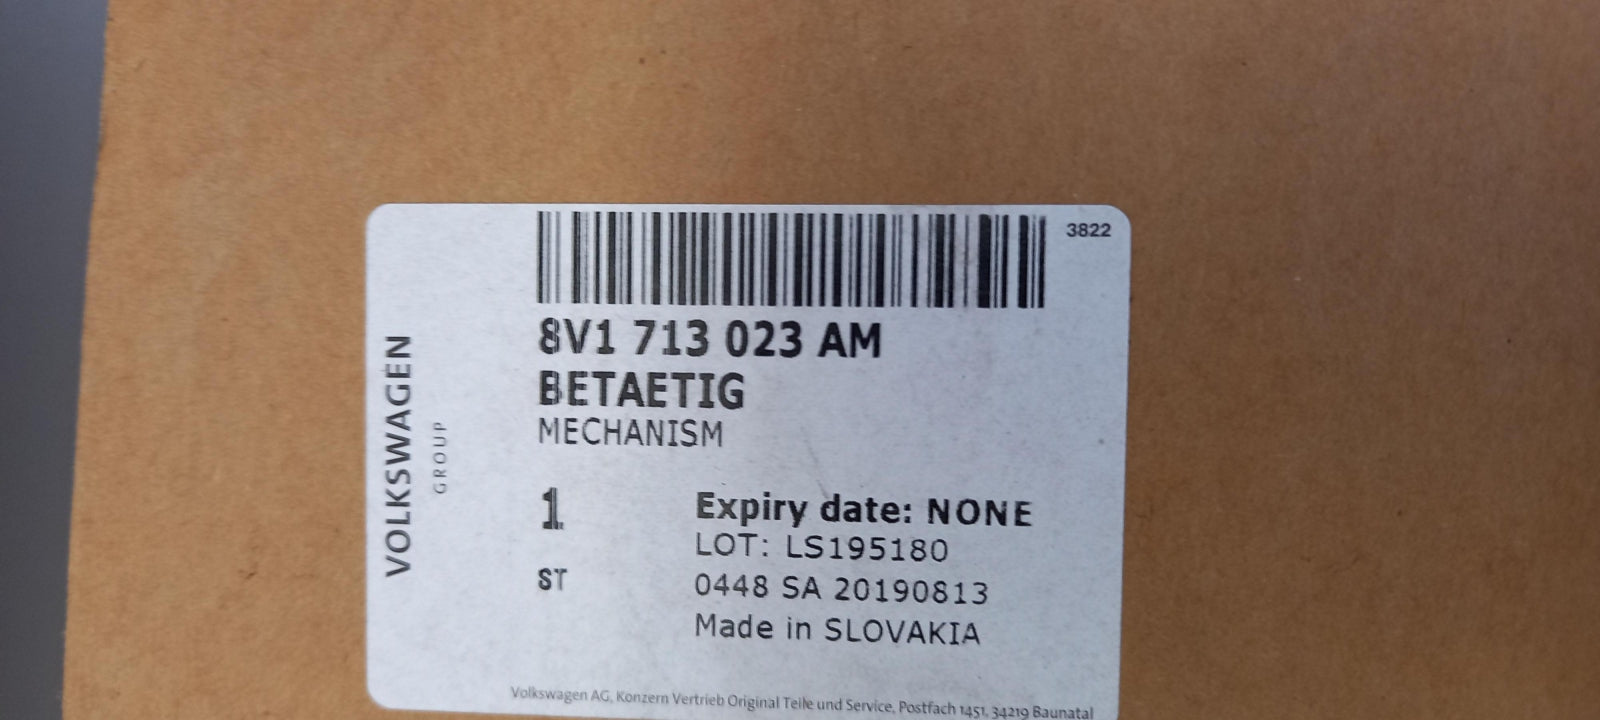 3822
8V1 713 023 AM
BETAETIG
MECHANISM
VOLKSWAGEN
GROUP
1
ST
Expiry date: NONE
LOT: LS195180
0448 SA 20190813
Made in SLOVAKIA
Volkswagen AG, Konzern Vertrieb Original Teile und Service, Postfach 1451, 34219 Baunatal